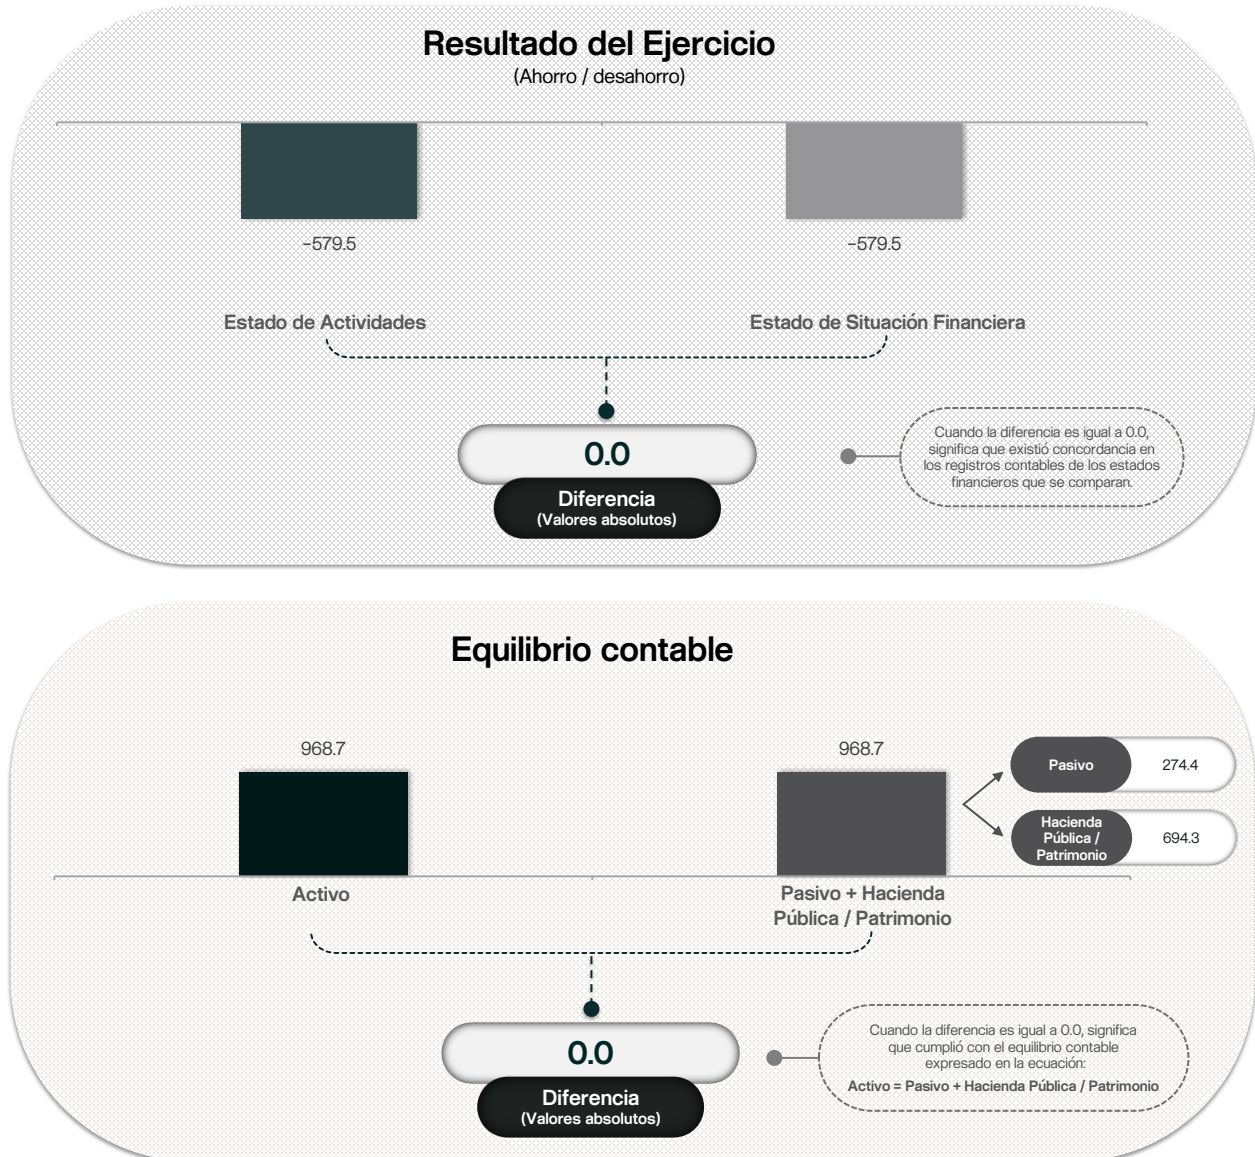 Resultado del Ejercicio
(Ahorro / desahorro)
-579.5
-579.5
Estado de Actividades
Estado de Situación Financiera
0.0
Diferencia
(Valores absolutos)
Cuando la diferencia es igual a 0.0,
significa que existió concordancia en
los registros contables de los estados
financieros que se comparan.
Equilibrio contable
968.7
968.7
Pasivo
274.4
Hacienda
Pública /
Patrimonio
694.3
Activo
Pasivo + Hacienda
Pública / Patrimonio
0.0
Diferencia
(Valores absolutos)
Cuando la diferencia es igual a 0.0, significa
que cumplió con el equilibrio contable
expresado en la ecuación:
Activo = Pasivo + Hacienda Pública / Patrimonio